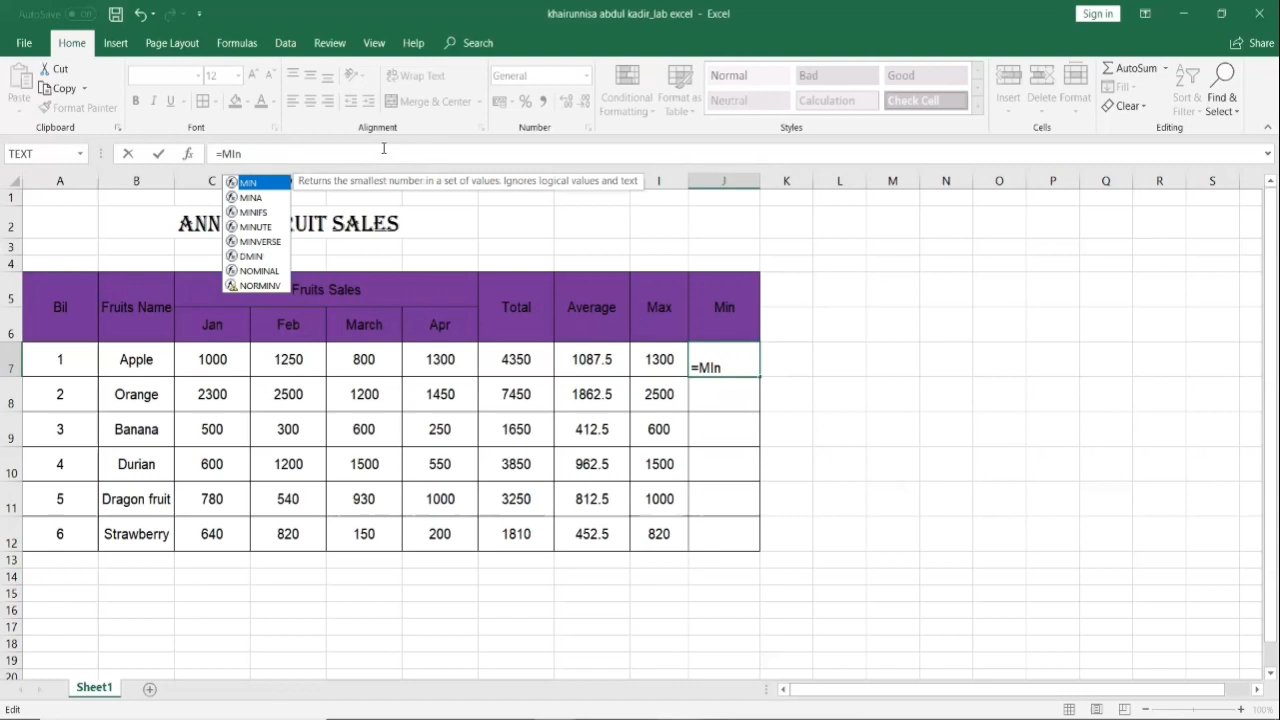 AutoSave Off
khairunnisa abdul kadir_lab excel - Excel
Sign in
File Home Insert Page Layout Formulas Data Review View Help Search Share
Paste
Cut
Copy
Format Painter
Clipboard
12
B I U
Font
Wrap Text
Merge & Center
Alignment
General
Number
Conditional Formatting
Format as Table
Normal Bad Good
Neutral Calculation Check Cell
Styles
Insert Delete Format
Cells
AutoSum
Fill
Clear
Sort & Filter
Find & Select
Editing
TEXT
=MIn
MIN
MINA
MINIFS
MINUTE
MINVERSE
DMIN
NOMINAL
NORMINV
Returns the smallest number in a set of values. Ignores logical values and text
A B C I J K L M N O P Q R S
1
2 ANN UIT SALES
3
4
5 Bil Fruits Name Fruits Sales Total Average Max Min
6 Jan Feb March Apr
7 1 Apple 1000 1250 800 1300 4350 1087.5 1300 =MIn
8 2 Orange 2300 2500 1200 1450 7450 1862.5 2500
9 3 Banana 500 300 600 250 1650 412.5 600
10 4 Durian 600 1200 1500 550 3850 962.5 1500
11 5 Dragon fruit 780 540 930 1000 3250 812.5 1000
12 6 Strawberry 640 820 150 200 1810 452.5 820
13
14
15
16
17
18
19
20
Sheet1
Edit
100%